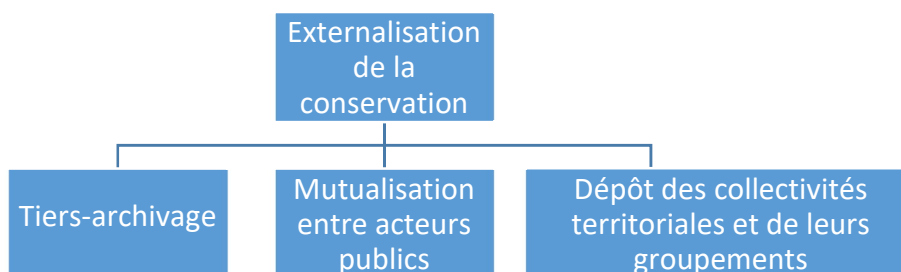 Externalisation
de la
conservation
Tiers-archivage
Mutualisation
entre acteurs
publics
Dépôt des collectivités
territoriales et de leurs
groupements